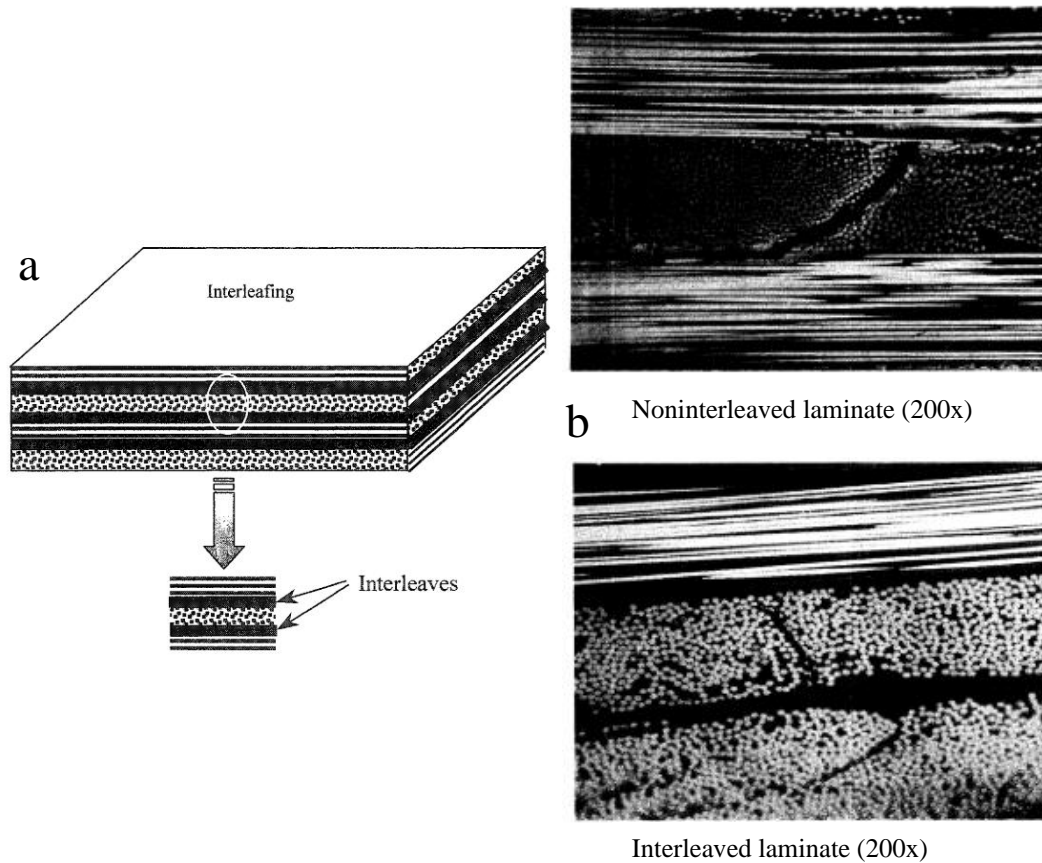 a
Interleafing
Interleaves
Noninterleaved laminate (200x)
b
Interleaved laminate (200x)